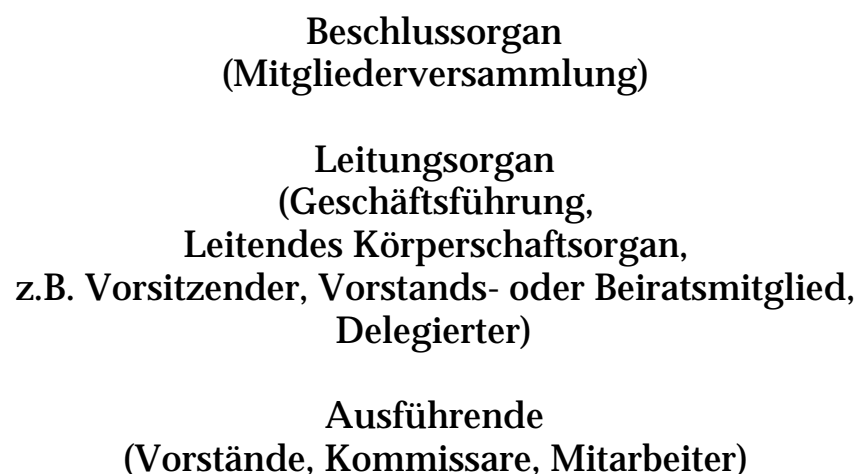 Beschlussorgan
(Mitgliederversammlung)
Leitungsorgan
(Geschäftsführung,
Leitendes Körperschaftsorgan,
z.B. Vorsitzender, Vorstands- oder Beiratsmitglied,
Delegierter)
Ausführende
(Vorstände, Kommissare, Mitarbeiter)